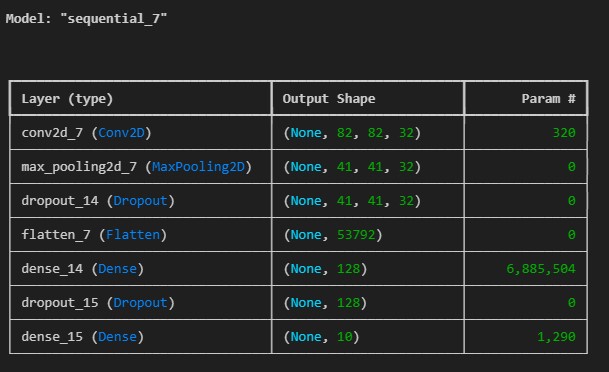 Model: "sequential_7"
Layer (type) Output Shape Param #
conv2d_7 (Conv2D) (None, 82, 82, 32) 320
max_pooling2d_7 (MaxPooling2D) (None, 41, 41, 32) 0
dropout_14 (Dropout) (None, 41, 41, 32) 0
flatten_7 (Flatten) (None, 53792) 0
dense_14 (Dense) (None, 128) 6,885,504
dropout_15 (Dropout) (None, 128) 0
dense_15 (Dense) (None, 10) 1,290